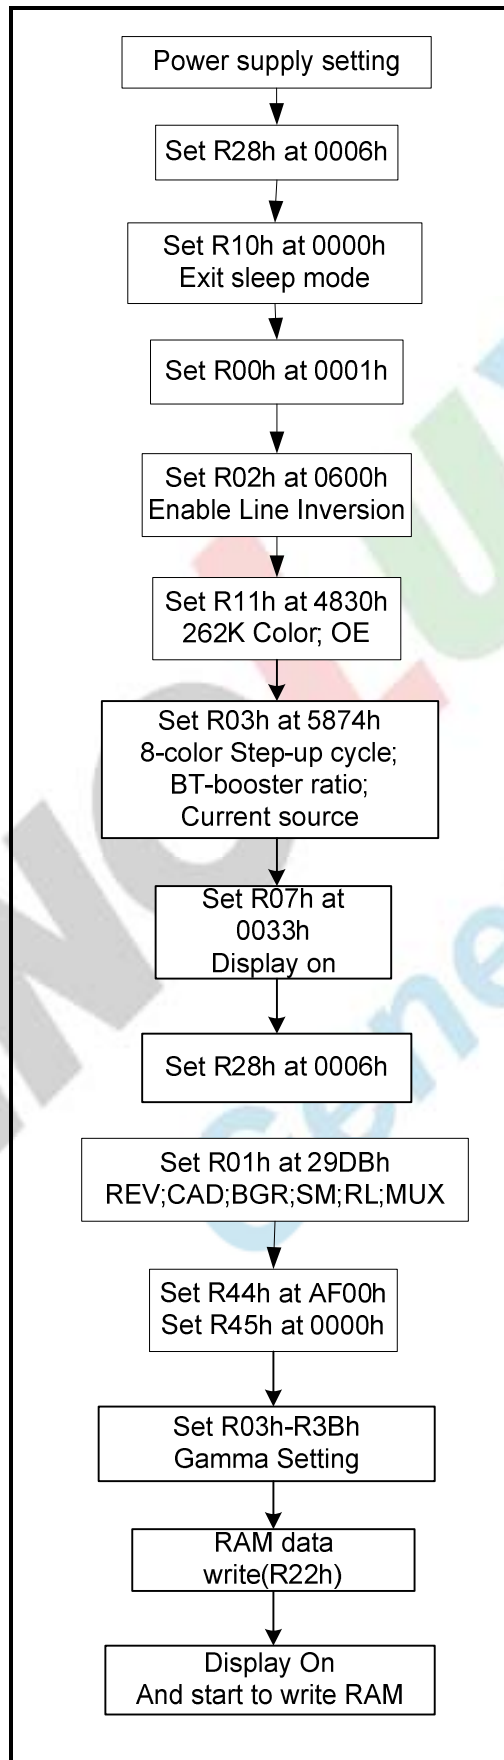 Power supply setting
Set R28h at 0006h
Set R10h at 0000h
Exit sleep mode
Set R00h at 0001h
Set R02h at 0600h
Enable Line Inversion
Set R11h at 4830h
262K Color; OE
Set R03h at 5874h
8-color Step-up cycle;
BT-booster ratio;
Current source
Set R07h at
0033h
Display on
Set R28h at 0006h
Set R01h at 29DBh
REV;CAD;BGR;SM;RL;MUX
Set R44h at AF00h
Set R45h at 0000h
Set R03h-R3Bh
Gamma Setting
RAM data
write(R22h)
Display On
And start to write RAM